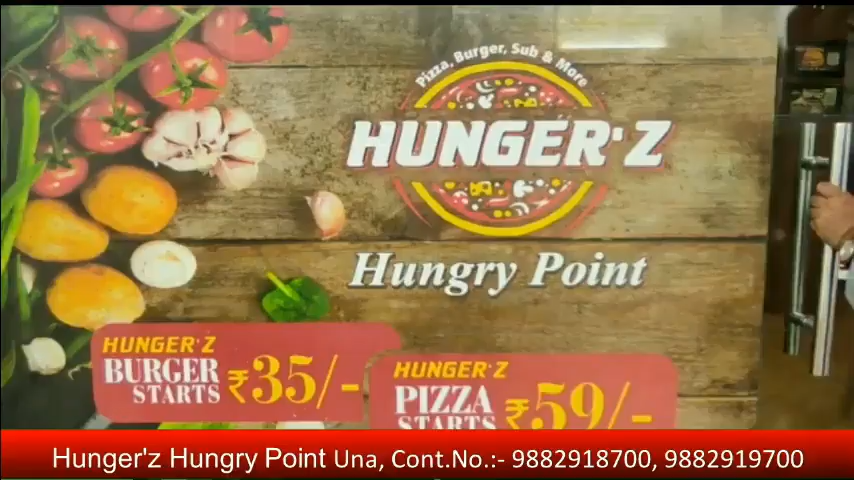 Pizza, Burger, Sub & More
HUNGER'Z
Hungry Point
HUNGER'Z
BURGER
STARTS ₹35/-
HUNGER'Z
PIZZA
STARTS ₹59/-
Hunger'z Hungry Point Una, Cont.No.:- 9882918700, 9882919700